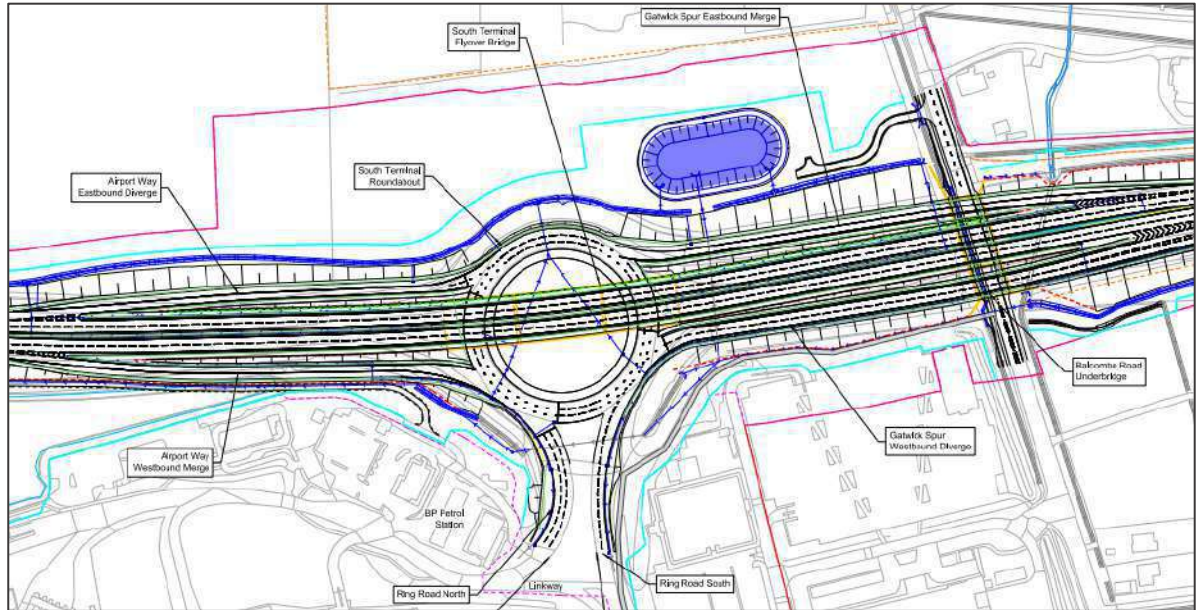 Gatwick Spur Eastbound Merge
South Terminal
Flyover Bridge
Airport Way
Eastbound Diverge
South Terminal
Roundabout
Balcombe Road
Underbridge
Gatwick Spur
Westbound Diverge
Airport Way
Westbound Merge
BP Petrol
Station
Ring Road North
Linkway
Ring Road South